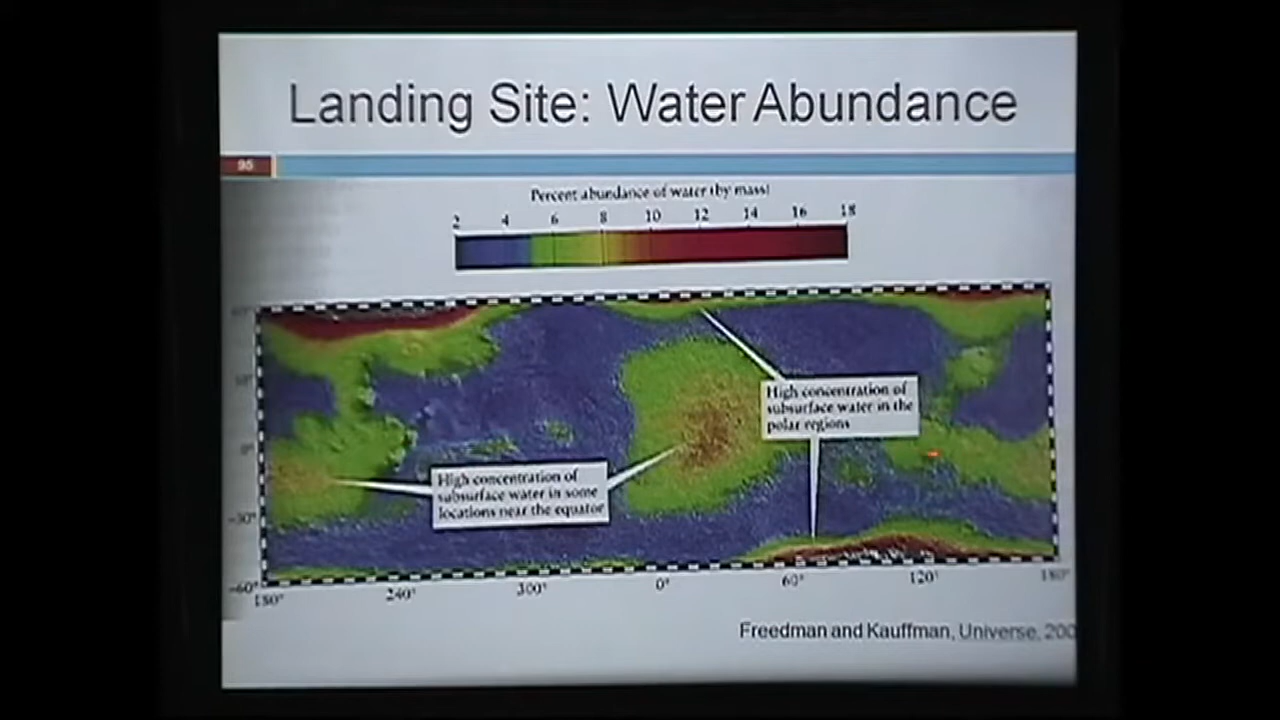 Landing Site: Water Abundance
95
Percent abundance of water (by mass)
2 4 6 8 10 12 14 16 18
High concentration of
subsurface water in the
polar regions
High concentration of
subsurface water in some
locations near the equator
0°
-30°
-60°
180° 240° 300° 0° 60° 120° 180°
Freedman and Kauffman, Universe, 200